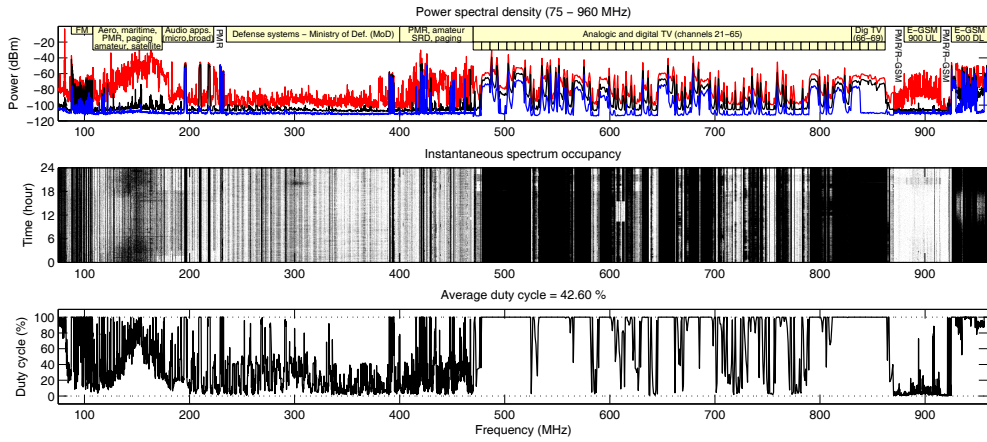 Power spectral density (75 − 960 MHz)
FM
Aero, maritime,
PMR, paging
amateur, satellite
Audio apps.
(micro,broad)
PMR
Defense systems − Ministry of Def. (MoD)
PMR, amateur
SRD, paging
Analogic and digital TV (channels 21−65)
Dig TV
(66−69)
PMR/R−GSM
E−GSM
900 UL
PMR/R−GSM
E−GSM
900 DL
Power (dBm)
−20
−40
−60
−80
−100
−120
100 200 300 400 500 600 700 800 900
Instantaneous spectrum occupancy
Time (hour)
24
18
12
6
0
100 200 300 400 500 600 700 800 900
Average duty cycle = 42.60 %
Duty cycle (%)
100
80
60
40
20
0
100 200 300 400 500 600 700 800 900
Frequency (MHz)